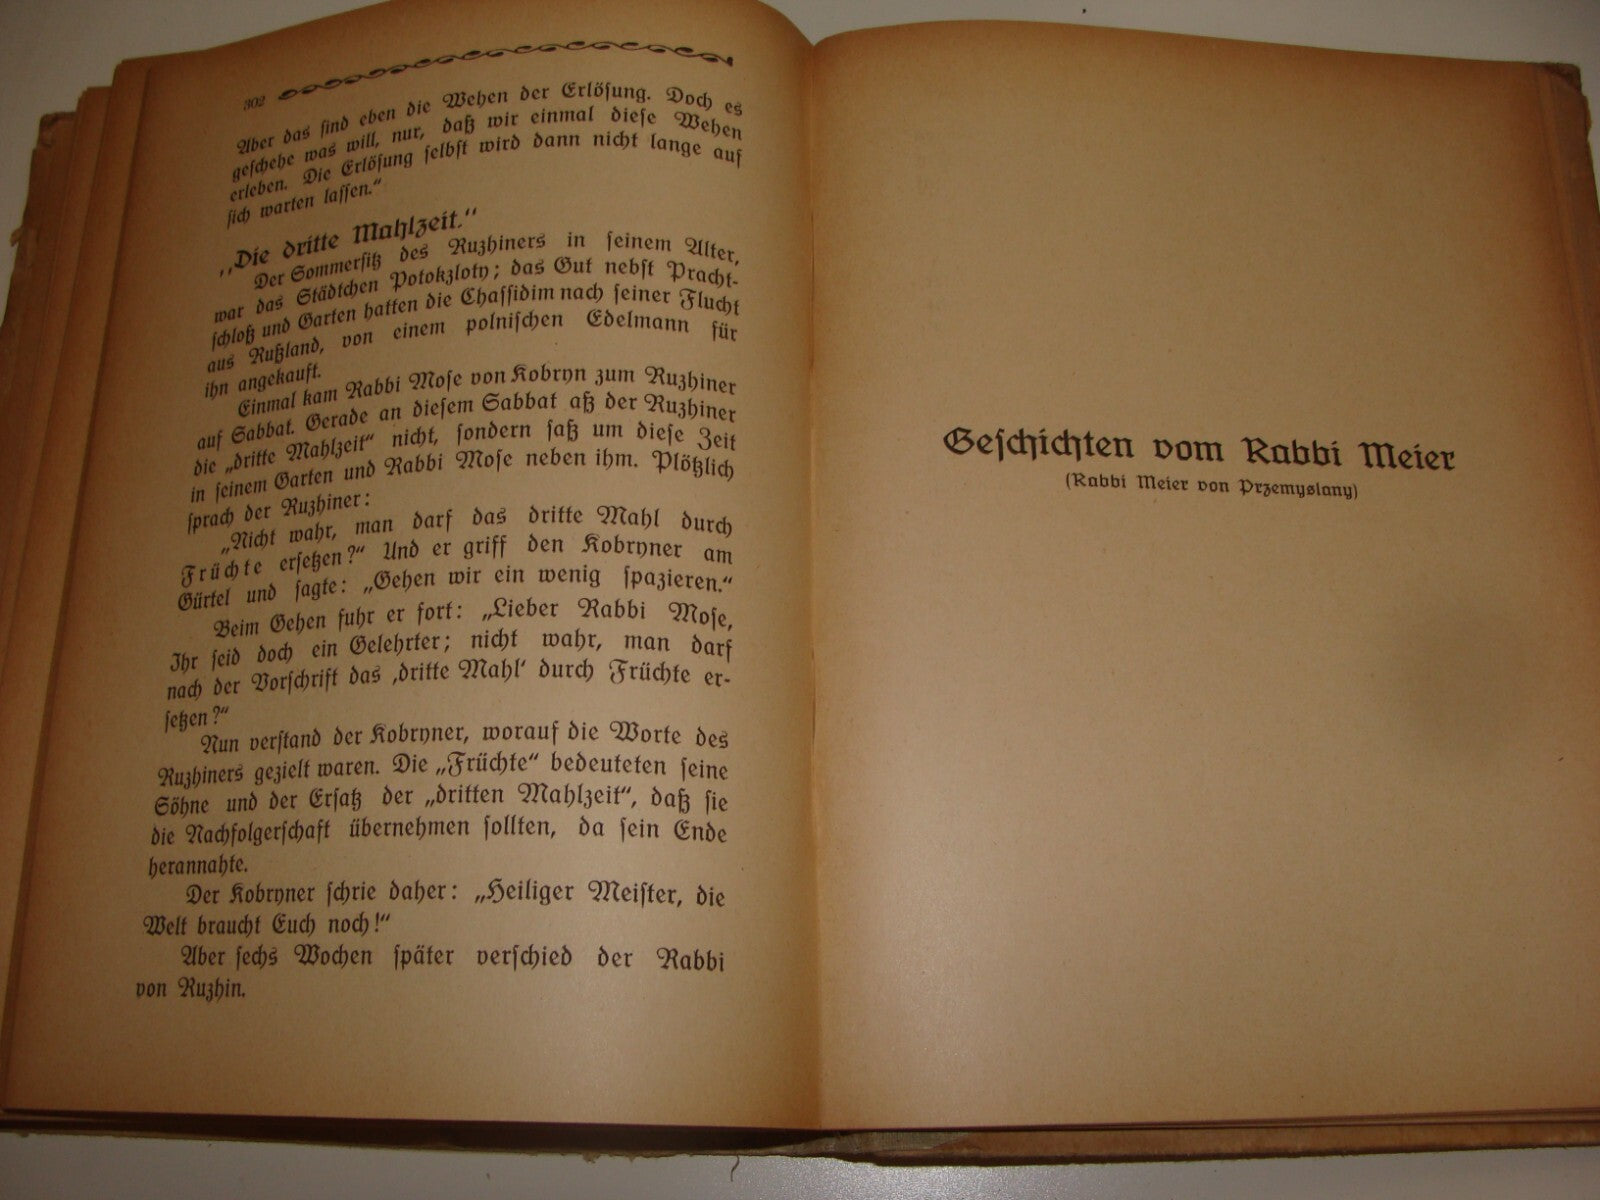 302
Aber das sind eben die Wehen der Erlösung. Doch es
geschehe was will, nur, daß wir einmal diese Wehen
erleben. Die Erlösung selbst wird dann nicht lange auf
sich warten lassen.“
„Die dritte Mahlzeit.“
Der Sommersitz des Ruzhiners in seinem Alter,
war das Städtchen Potokzloty; das Gut nebst Pracht-
schloß und Garten hatten die Chassidim nach seiner Flucht
aus Rußland, von einem polnischen Edelmann für
ihn angekauft.
Einmal kam Rabbi Mose von Kobryn zum Ruzhiner
auf Sabbat. Gerade an diesem Sabbat aß der Ruzhiner
die „dritte Mahlzeit“ nicht, sondern saß um diese Zeit
in seinem Garten und Rabbi Mose neben ihm. Plötzlich
sprach der Ruzhiner:
„Nicht wahr, man darf das dritte Mahl durch
Früchte ersetzen?“ Und er griff den Kobryner am
Gürtel und sagte: „Gehen wir ein wenig spazieren.“
Beim Gehen fuhr er fort: „Lieber Rabbi Mose,
Ihr seid doch ein Gelehrter; nicht wahr, man darf
nach der Vorschrift das ‚dritte Mahl‘ durch Früchte er-
setzen?“
Nun verstand der Kobryner, worauf die Worte des
Ruzhiners gezielt waren. Die „Früchte“ bedeuteten seine
Söhne und der Ersatz der „dritten Mahlzeit“, daß sie
die Nachfolgerschaft übernehmen sollten, da sein Ende
herannahte.
Der Kobryner schrie daher: „Heiliger Meister, die
Welt braucht Euch noch!“
Aber sechs Wochen später verschied der Rabbi
von Ruzhin.
Geschichten vom Rabbi Meier
(Rabbi Meier von Przemyslany)